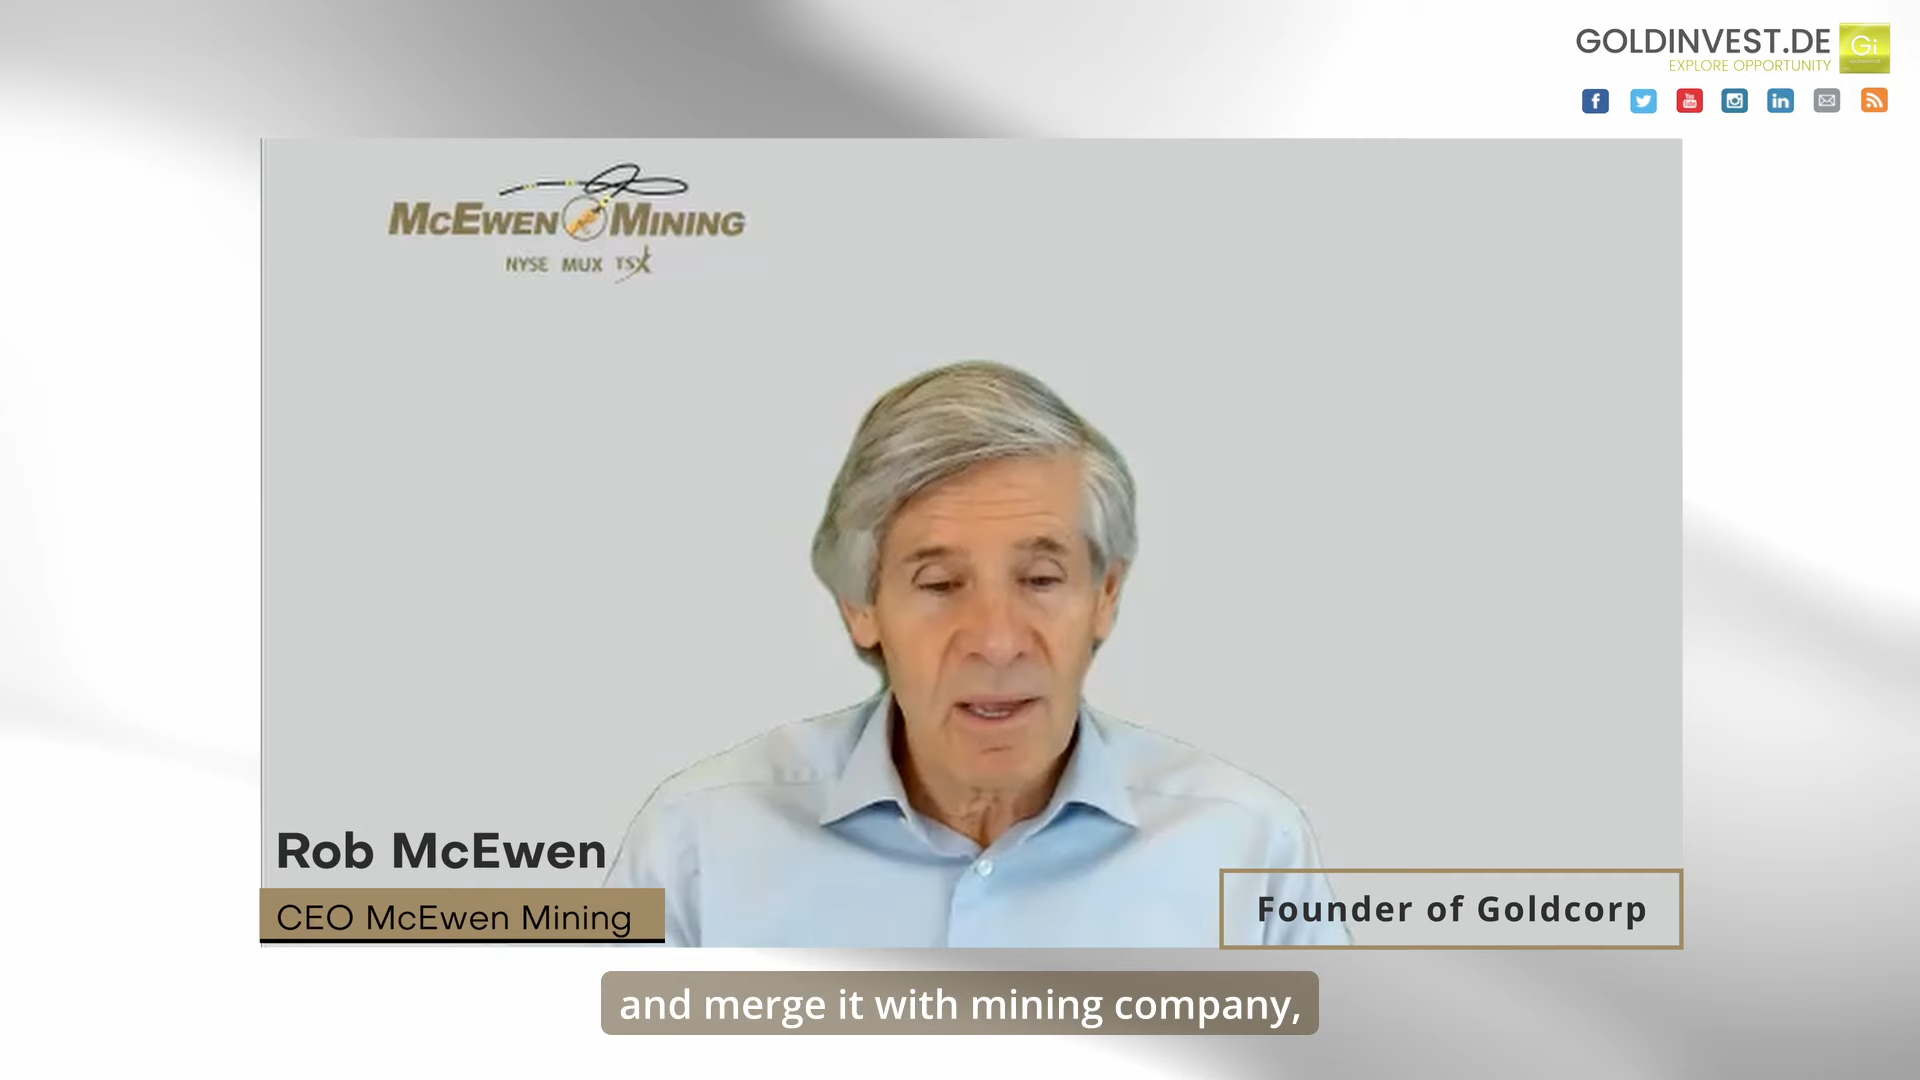 GOLDINVEST.DE
Gi
EXPLORE OPPORTUNITY
McEwen Mining
NYSE MUX TSX
Rob McEwen
CEO McEwen Mining
Founder of Goldcorp
and merge it with mining company,